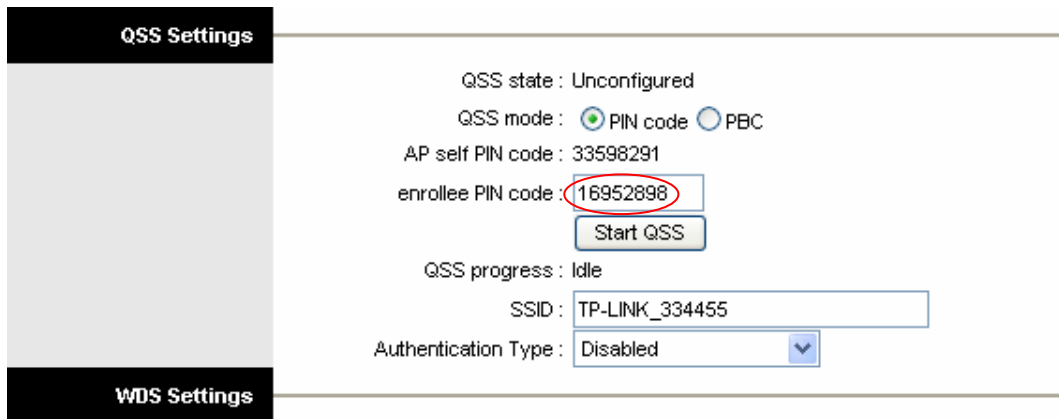 QSS Settings
QSS state : Unconfigured
QSS mode : PIN code PBC
AP self PIN code : 33598291
enrollee PIN code : 16952898
Start QSS
QSS progress : Idle
SSID : TP-LINK_334455
Authentication Type : Disabled
WDS Settings